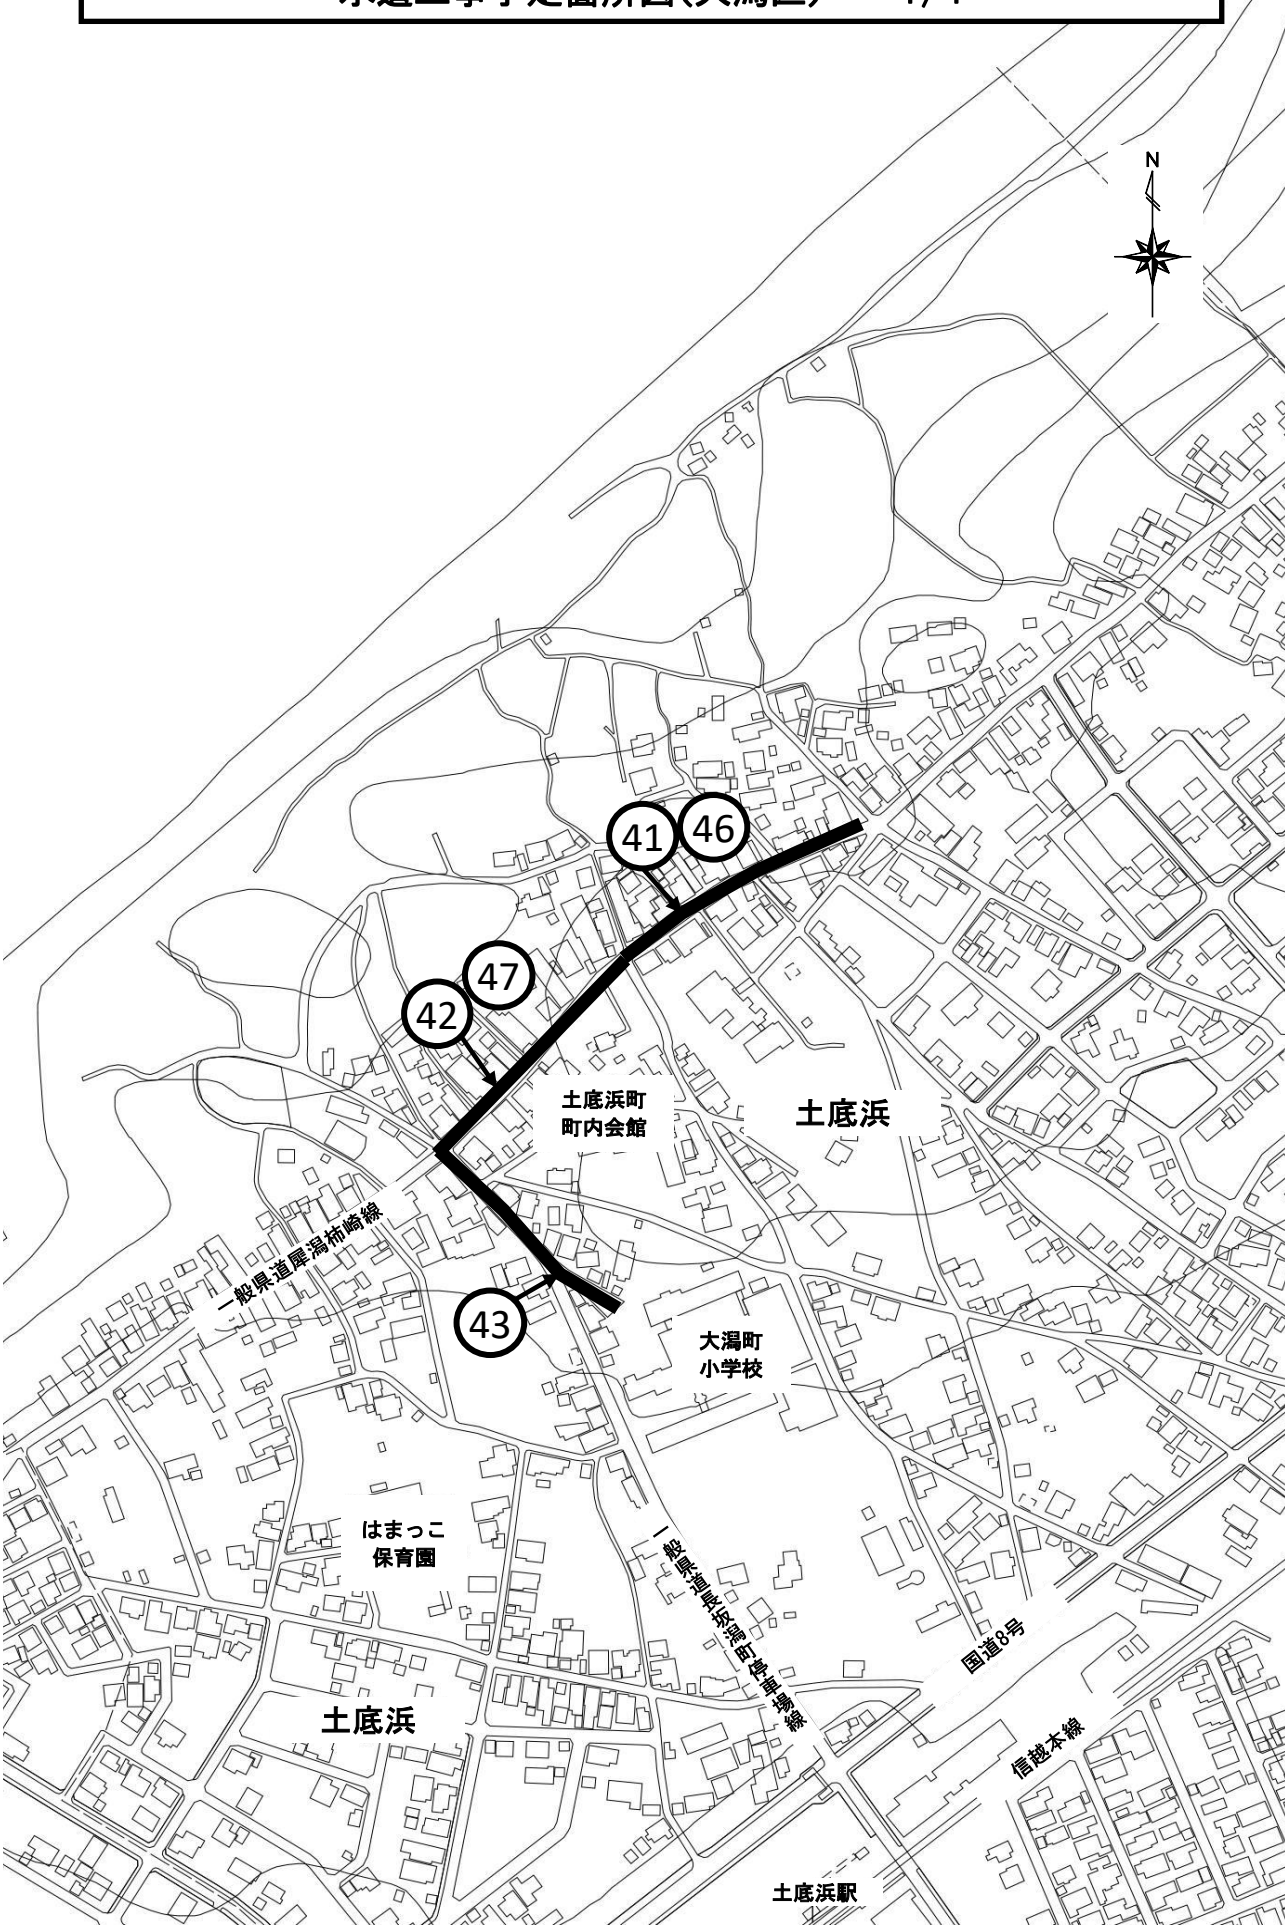 N
41
46
47
42
土底浜町
町内会館
土底浜
一般県道犀潟柿崎線
43
大潟町
小学校
はまっこ
保育園
一般県道長坂潟町停車場線
国道8号
土底浜
信越本線
土底浜駅